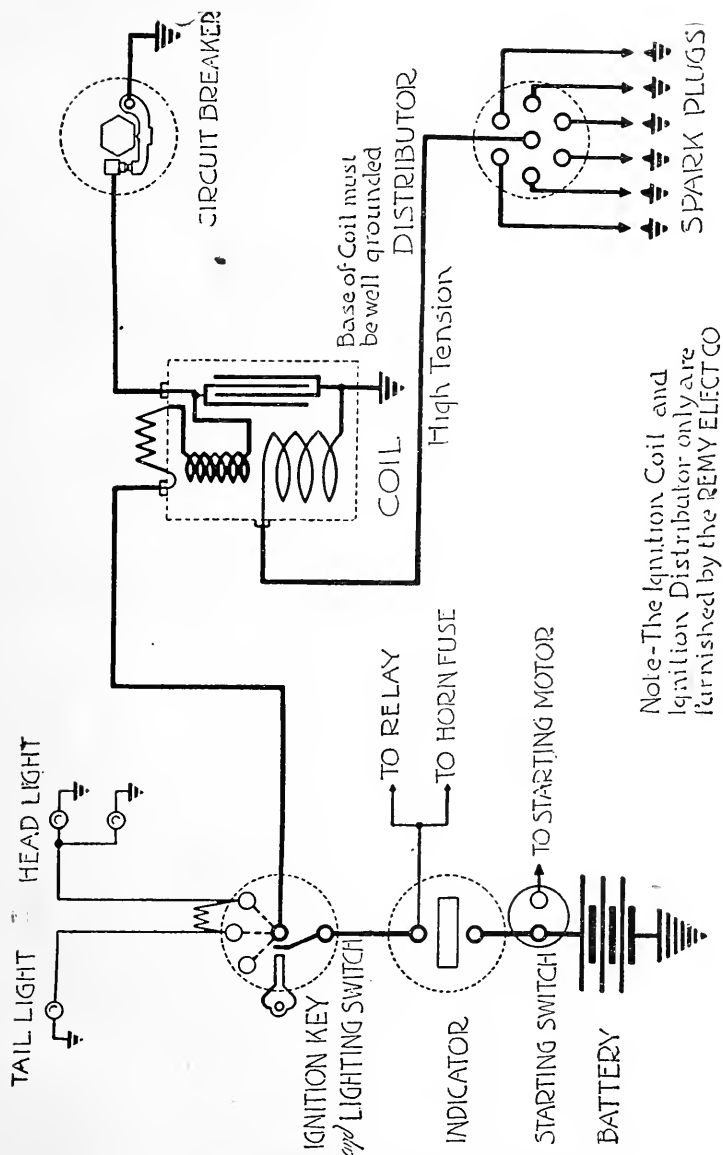 TAIL LIGHT
HEAD LIGHT
IGNITION KEY
LIGHTING SWITCH
INDICATOR
STARTING SWITCH
BATTERY
TO RELAY
TO HORN FUSE
TO STARTING MOTOR
COIL
Base of Coil must
be well grounded
High Tension
CIRCUIT BREAKER
DISTRIBUTOR
SPARK PLUGS
Note-The Ignition Coil and
Ignition Distributor only are
furnished by the REMY ELECT CO